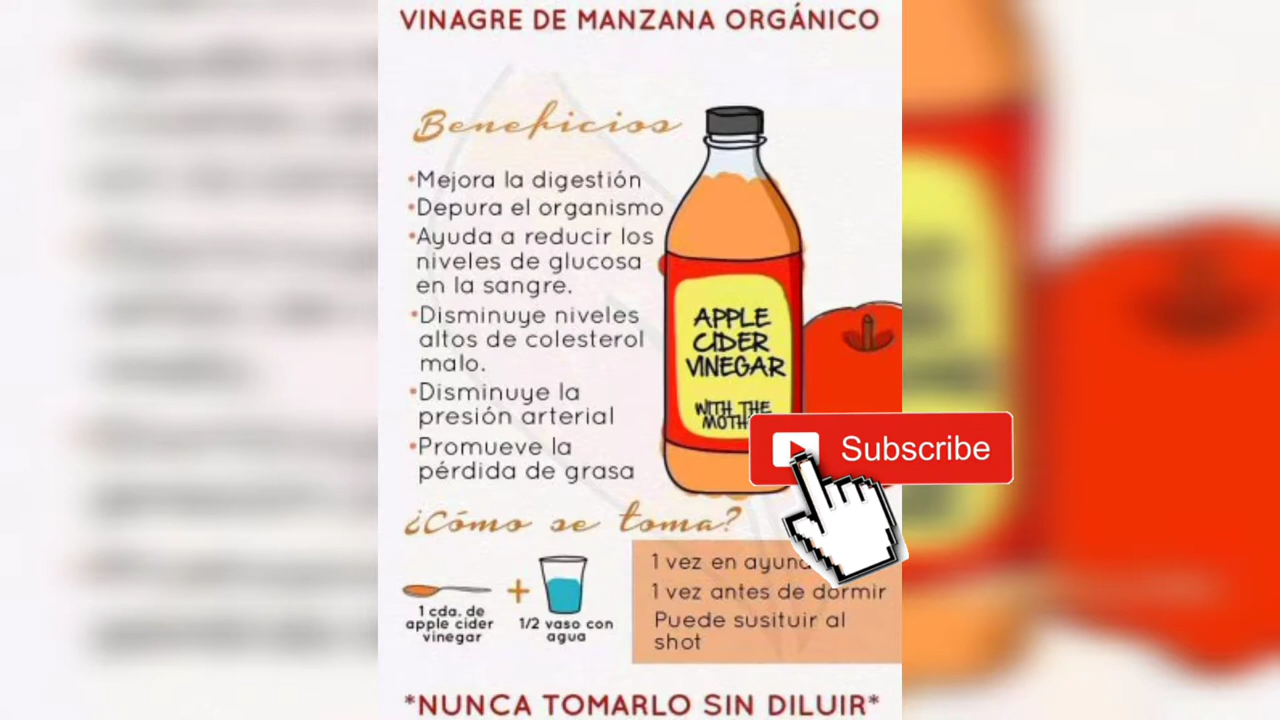 VINAGRE DE MANZANA ORGÁNICO
Beneficios
•Mejora la digestión
•Depura el organismo
•Ayuda a reducir los
niveles de glucosa
en la sangre.
•Disminuye niveles
altos de colesterol
malo.
•Disminuye la
presión arterial
•Promueve la
pérdida de grasa
APPLE
CIDER
VINEGAR
WITH THE
Subscribe
¿Cómo se toma?
1 cda. de
apple cider
vinegar
+
1/2 vaso con
agua
1 vez en
1 vez antes de dormir
Puede susituir al
shot
*NUNCA TOMARLO SIN DILUIR*